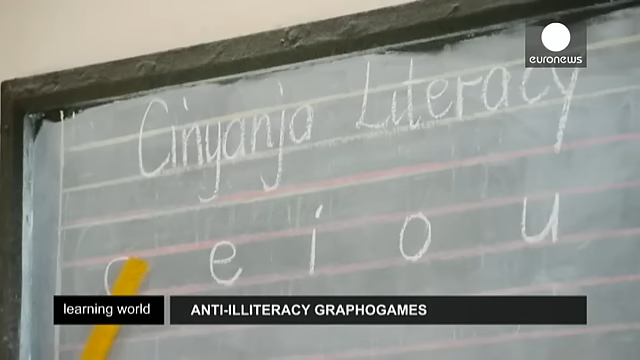 euronews
Cinyanja Literacy
e i o u
learning world
ANTI-ILLITERACY GRAPHOGAMES